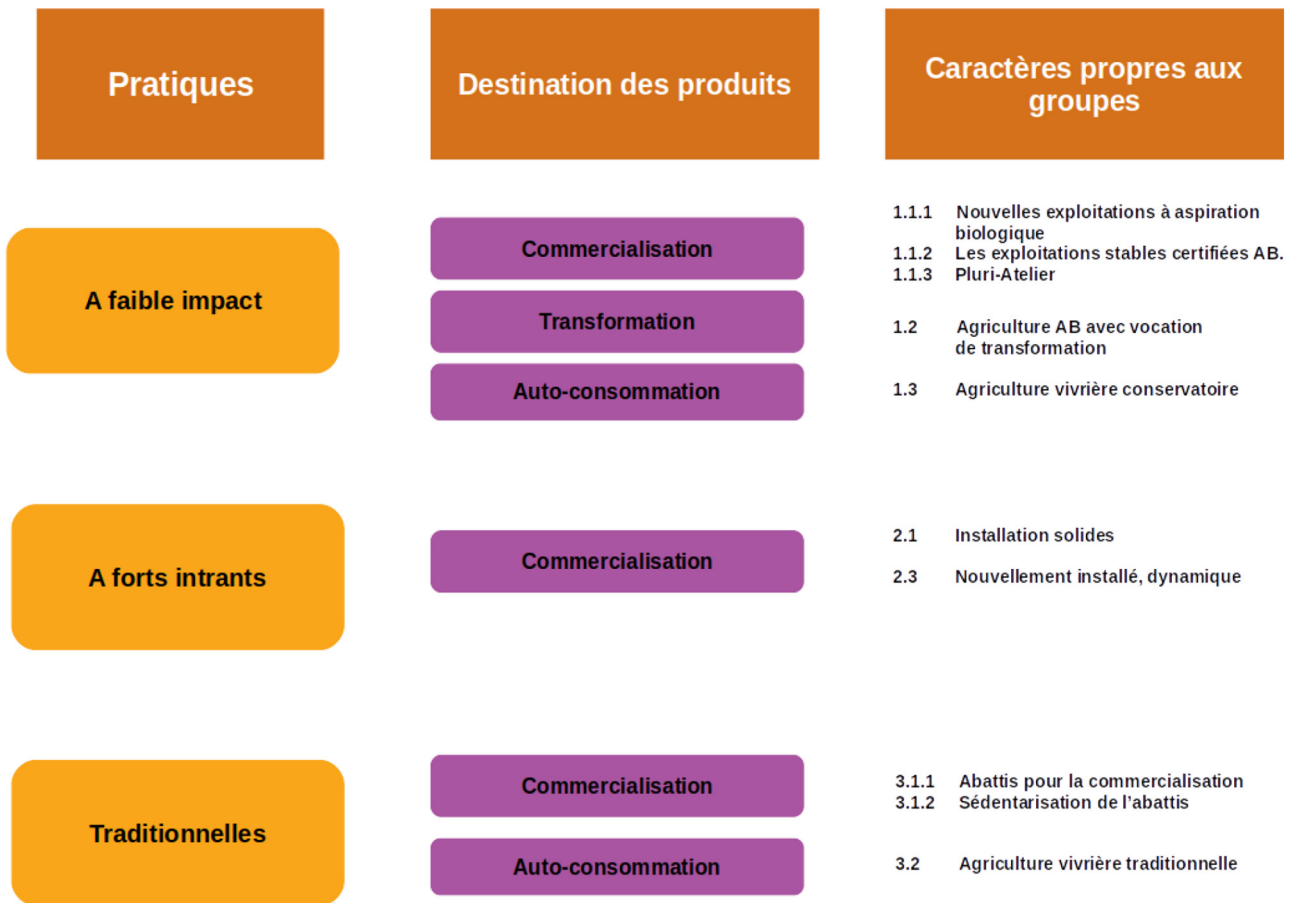 Pratiques
Destination des produits
Caractères propres aux
groupes
A faible impact
Commercialisation
Transformation
Auto-consommation
1.1.1 Nouvelles exploitations à aspiration
biologique
1.1.2 Les exploitations stables certifiées AB.
1.1.3 Pluri-Atelier
1.2 Agriculture AB avec vocation
de transformation
1.3 Agriculture vivrière conservatoire
A forts intrants
Commercialisation
2.1 Installation solides
2.3 Nouvellement installé, dynamique
Traditionnelles
Commercialisation
Auto-consommation
3.1.1 Abattis pour la commercialisation
3.1.2 Sédentarisation de l’abattis
3.2 Agriculture vivrière traditionnelle